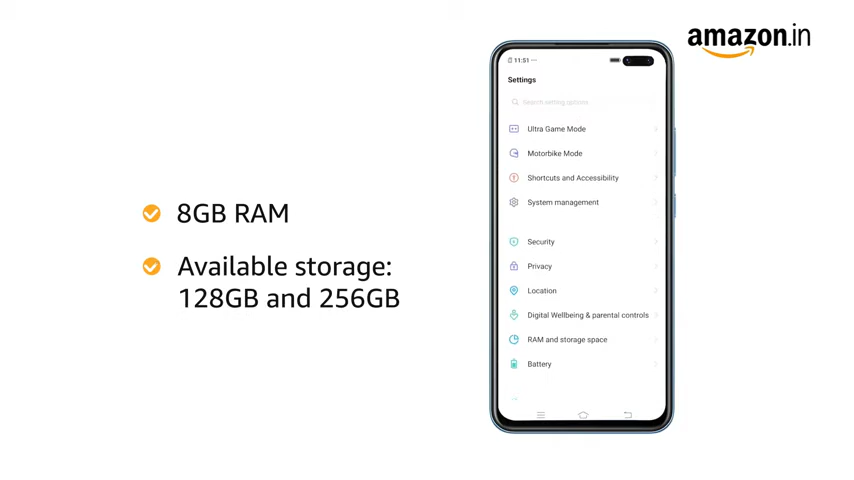 amazon.in
11:51
Settings
Search setting options
Ultra Game Mode
Motorbike Mode
Shortcuts and Accessibility
System management
Security
Privacy
Location
Digital Wellbeing & parental controls
RAM and storage space
Battery
8GB RAM
Available storage:
128GB and 256GB